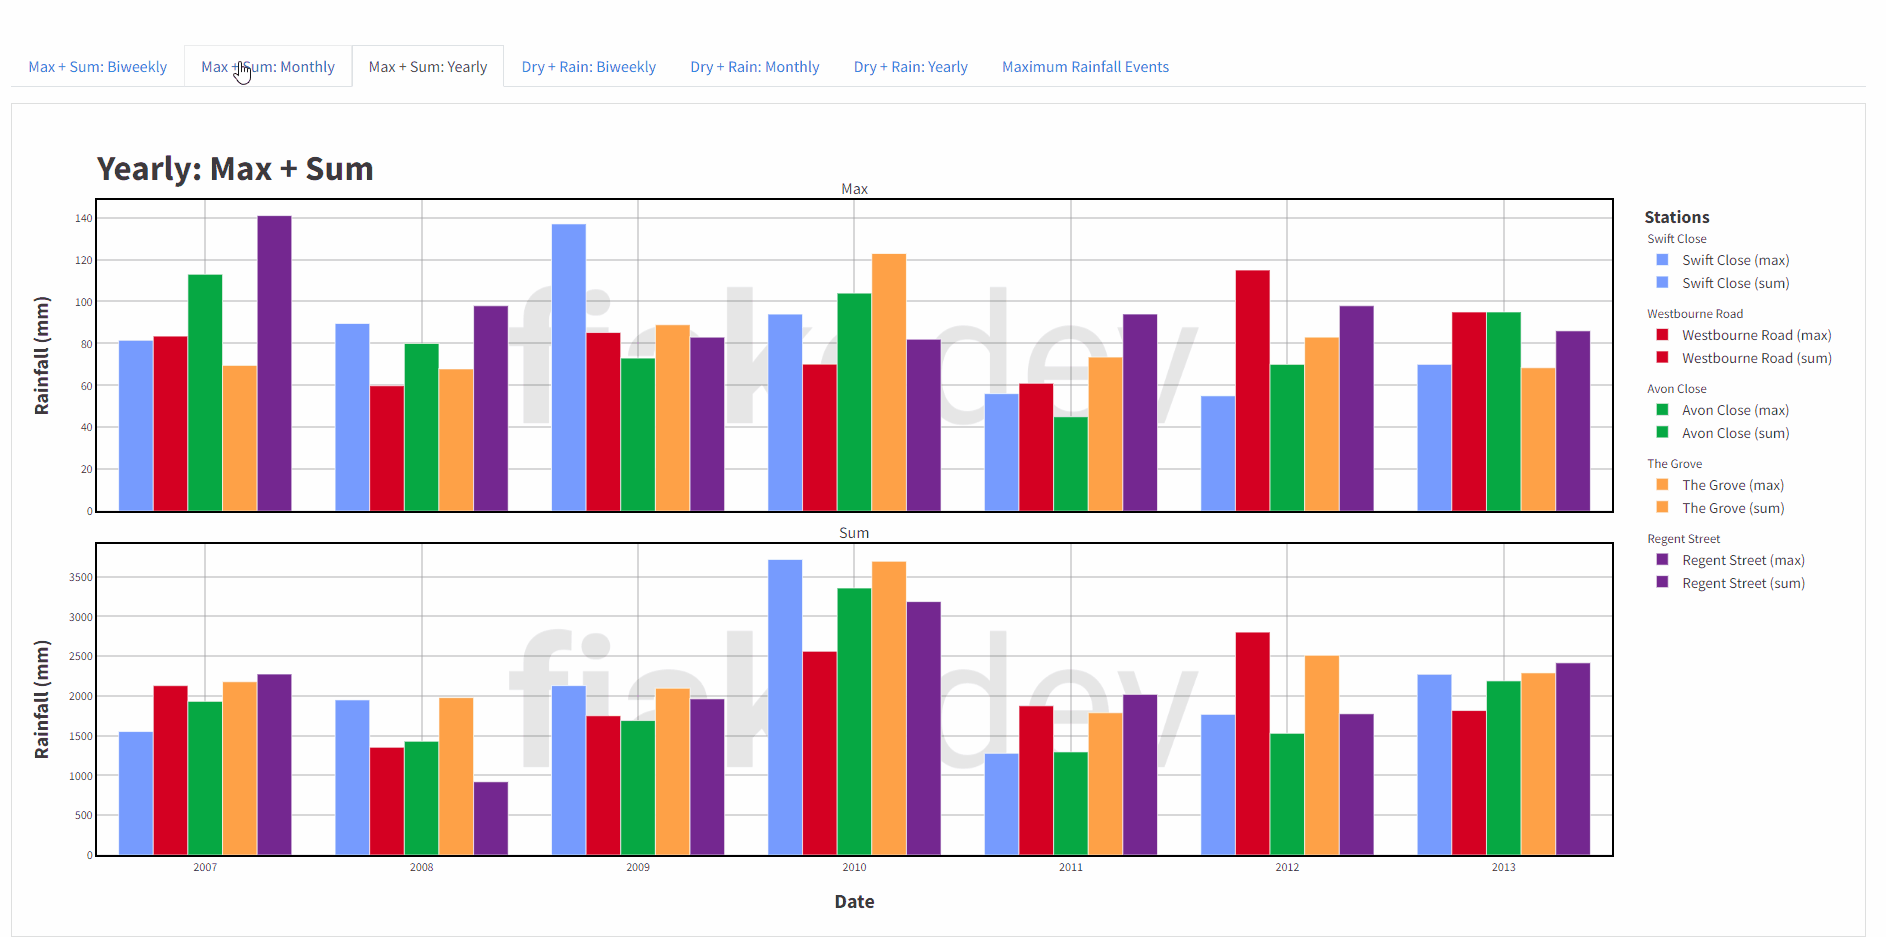 Max + Sum: Biweekly Max + Sum: Monthly Max + Sum: Yearly Dry + Rain: Biweekly Dry + Rain: Monthly Dry + Rain: Yearly Maximum Rainfall Events
Yearly: Max + Sum
Max
140
120
100
80
60
40
20
0
Rainfall (mm)
Sum
3500
3000
2500
2000
1500
1000
500
0
Rainfall (mm)
2007 2008 2009 2010 2011 2012 2013
Date
Stations
Swift Close
Swift Close (max)
Swift Close (sum)
Westbourne Road
Westbourne Road (max)
Westbourne Road (sum)
Avon Close
Avon Close (max)
Avon Close (sum)
The Grove
The Grove (max)
The Grove (sum)
Regent Street
Regent Street (max)
Regent Street (sum)